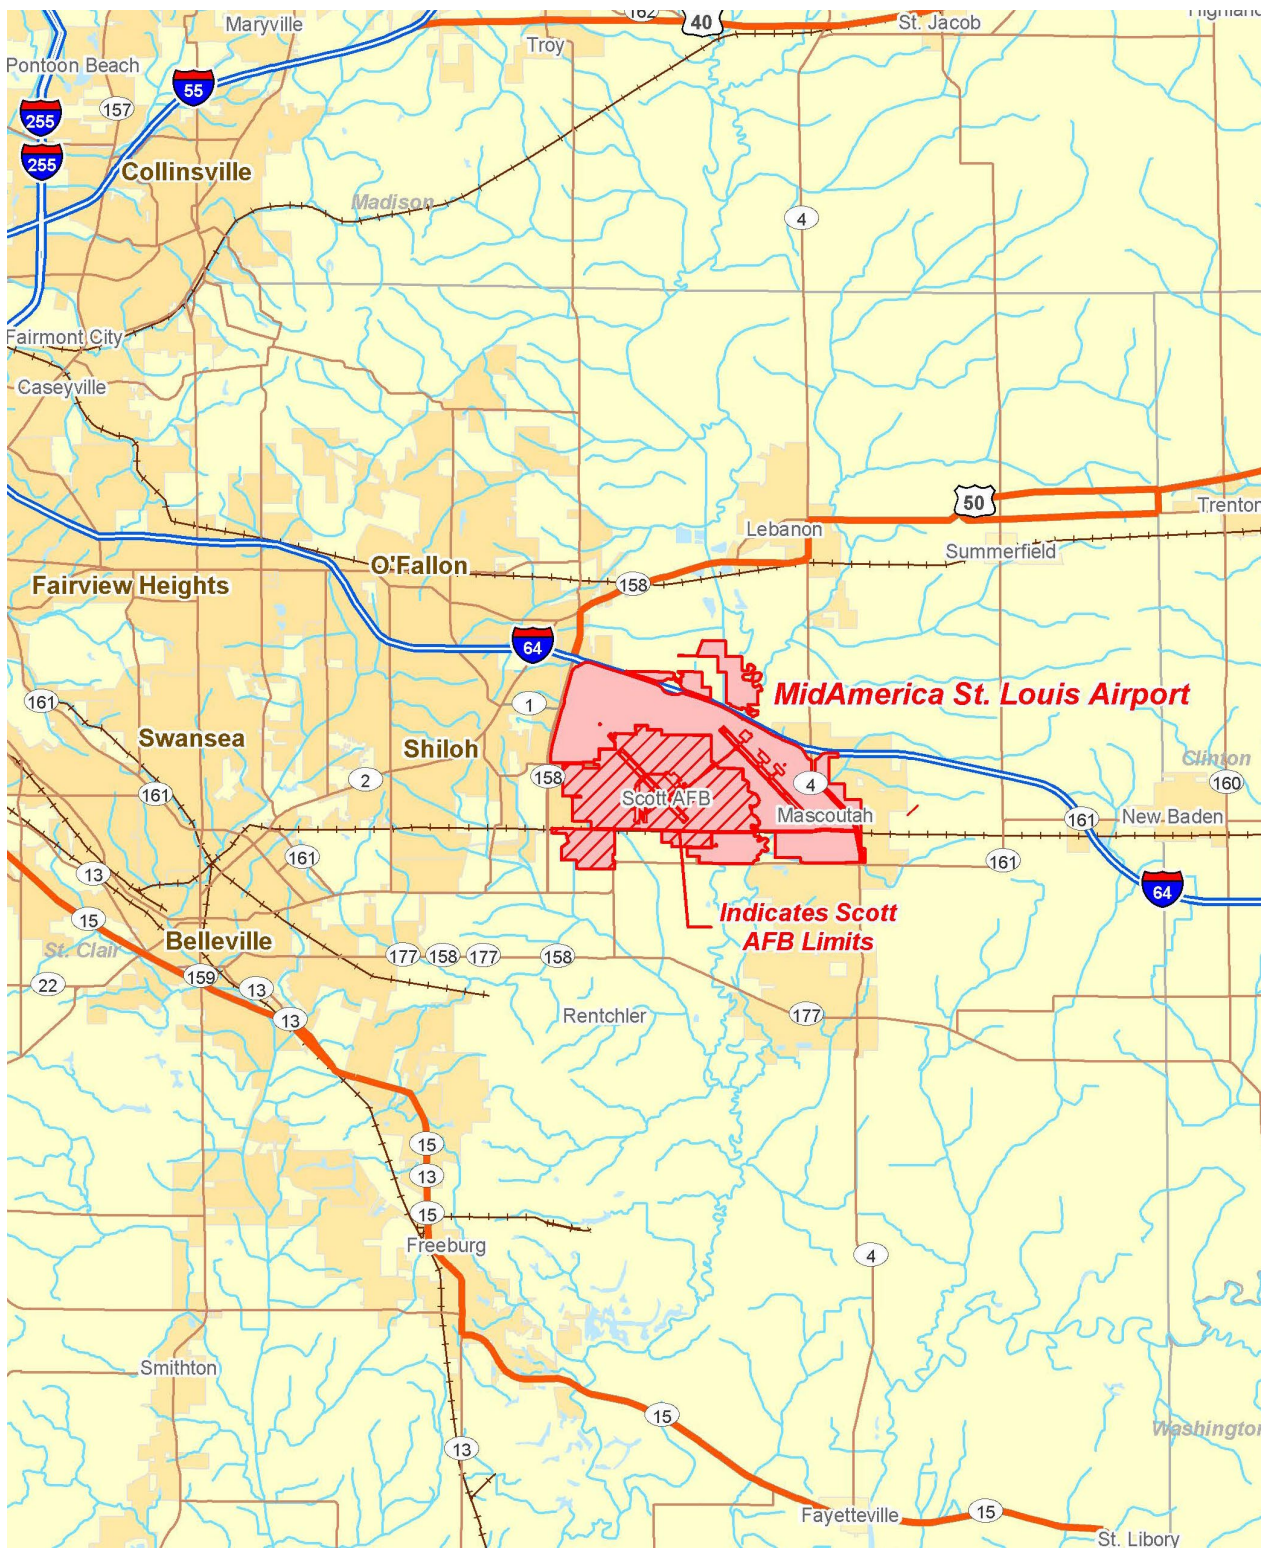 162
40
Highland
Maryville
St. Jacob
Troy
Pontoon Beach
55
157
255
255
Collinsville
Madison
4
Fairmont City
Caseyville
50
Trenton
Lebanon
Summerfield
O'Fallon
158
Fairview Heights
64
MidAmerica St. Louis Airport
161
1
Swansea
Shiloh
Clinton
2
158
4
160
161
Scott AFB
Mascoutah
161
New Baden
161
161
13
64
15
Indicates Scott
AFB Limits
Belleville
St. Clair
177
158
177
158
159
22
13
13
Rentchler
177
15
13
15
Freeburg
4
Smithton
15
Washington
13
Fayetteville
15
St. Libory